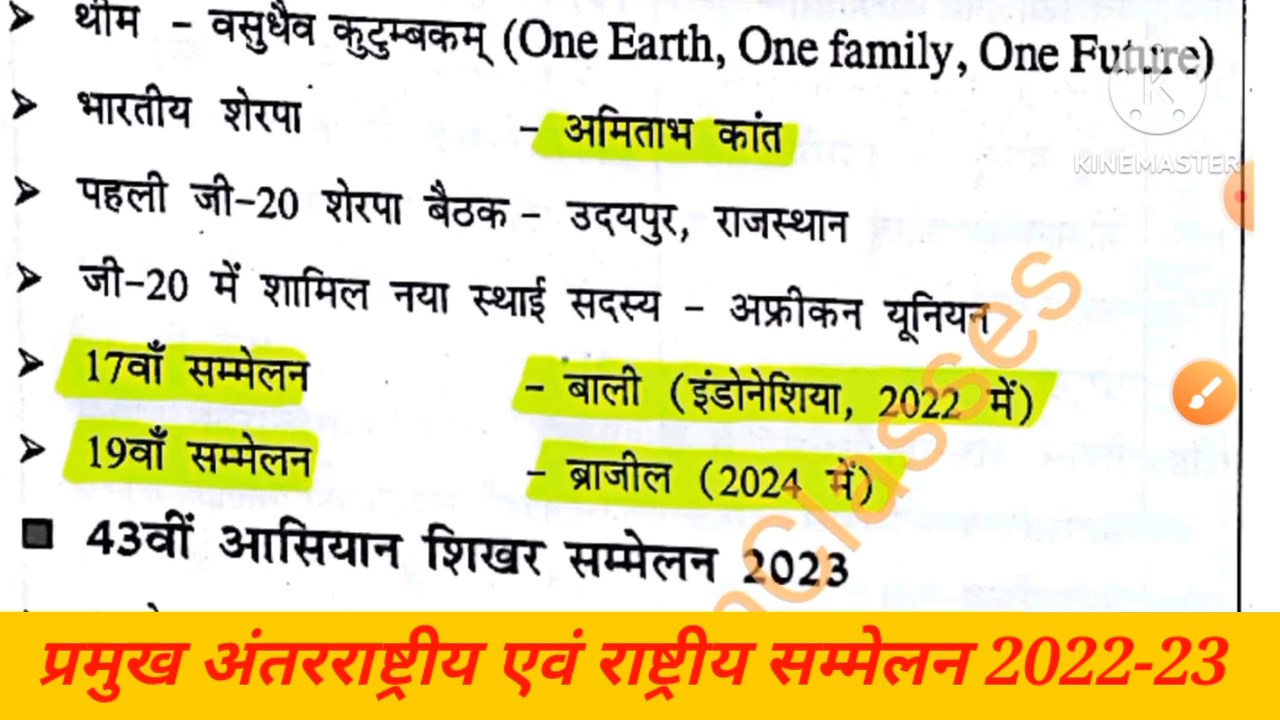 ➤ थीम – वसुधैव कुटुम्बकम् (One Earth, One family, One Future)
➤ भारतीय शेरपा – अमिताभ कांत
KINEMASTER
➤ पहली जी-20 शेरपा बैठक – उदयपुर, राजस्थान
➤ जी-20 में शामिल नया स्थाई सदस्य – अफ्रीकन यूनियन
➤ 17वाँ सम्मेलन – बाली (इंडोनेशिया, 2022 में)
➤ 19वाँ सम्मेलन – ब्राजील (2024 में)
■ 43वीं आसियान शिखर सम्मेलन 2023
Classes
प्रमुख अंतरराष्ट्रीय एवं राष्ट्रीय सम्मेलन 2022-23